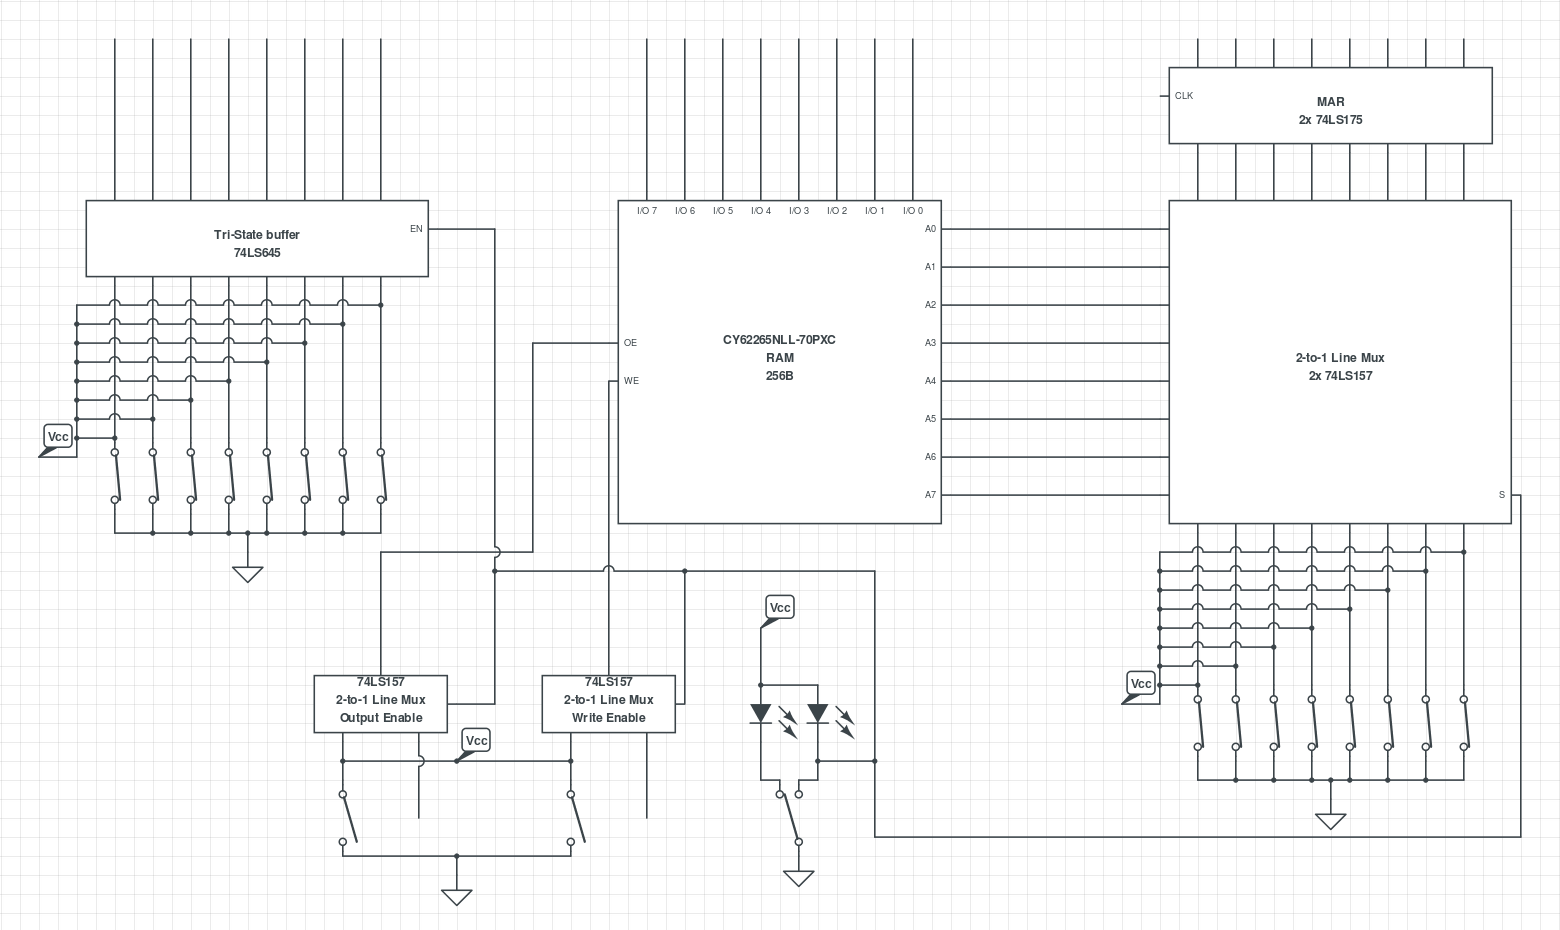 CLK
MAR
2x 74LS175
Tri-State buffer
74LS645
EN
I/O 7
I/O 6
I/O 5
I/O 4
I/O 3
I/O 2
I/O 1
I/O 0
A0
A1
A2
A3
A4
A5
A6
A7
OE
WE
CY62265NLL-70PXC
RAM
256B
2-to-1 Line Mux
2x 74LS157
S
Vcc
Vcc
Vcc
74LS157
2-to-1 Line Mux
Output Enable
74LS157
2-to-1 Line Mux
Write Enable
Vcc